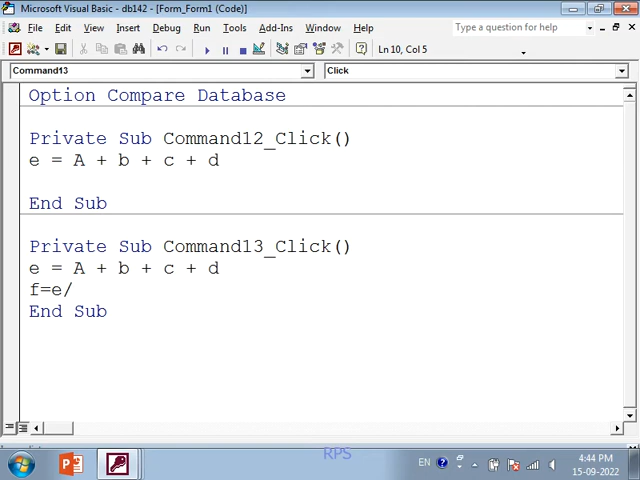 Microsoft Visual Basic - db142 - [Form_Form1 (Code)]
File Edit View Insert Debug Run Tools Add-Ins Window Help
Type a question for help
Ln 10, Col 5
Command13
Click
Option Compare Database
Private Sub Command12_Click()
e = A + b + c + d
End Sub
Private Sub Command13_Click()
e = A + b + c + d
f=e/
End Sub
RPS
EN
4:44 PM
15-09-2022